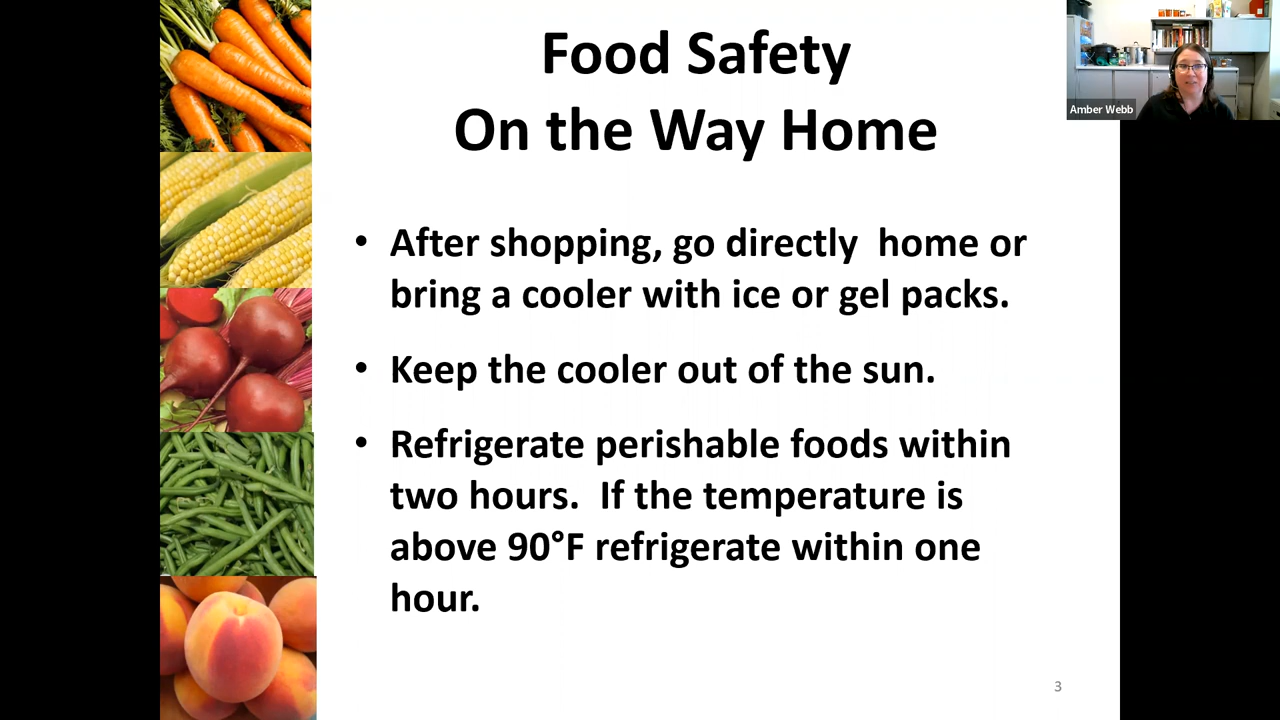 Food Safety
On the Way Home
Amber Webb
• After shopping, go directly  home or
bring a cooler with ice or gel packs.
• Keep the cooler out of the sun.
• Refrigerate perishable foods within
two hours.  If the temperature is
above 90°F refrigerate within one
hour.
3